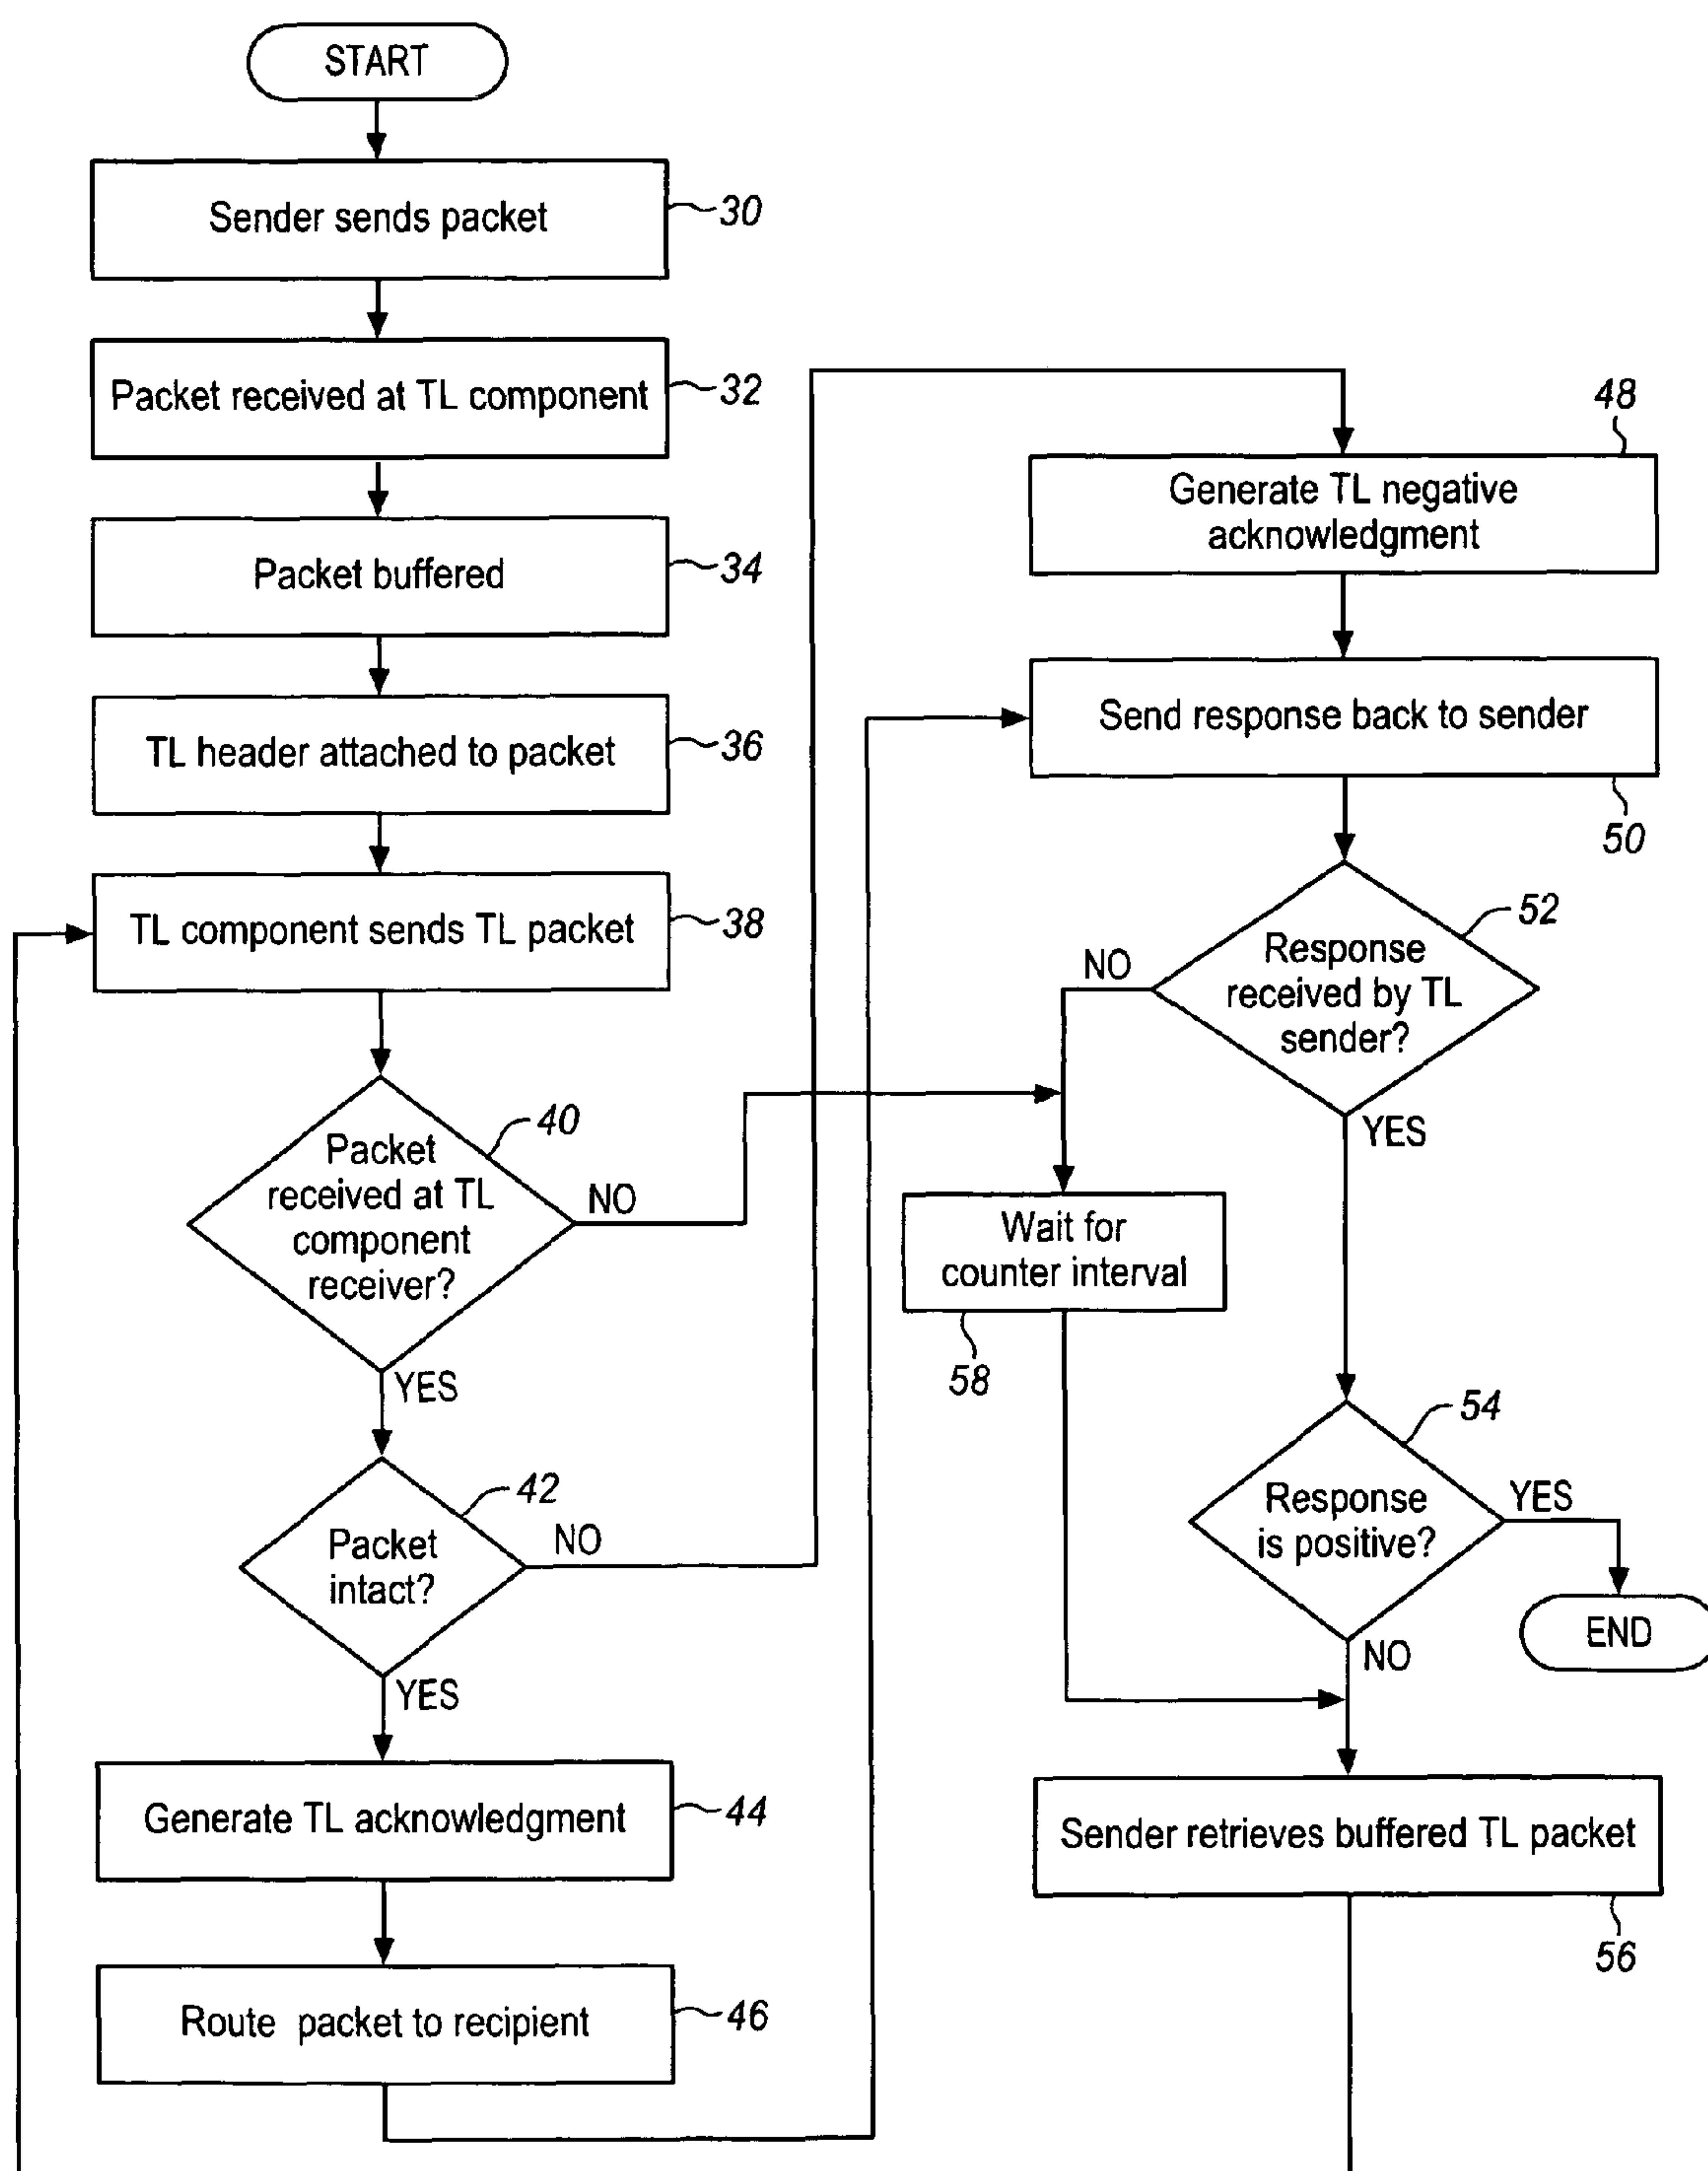 START
Sender sends packet
30
Packet received at TL component
32
Packet buffered
34
TL header attached to packet
36
TL component sends TL packet
38
Packet
received at TL
component
receiver?
40
NO
YES
Packet
intact?
42
NO
YES
Generate TL acknowledgment
44
Route packet to recipient
46
48
Generate TL negative
acknowledgment
Send response back to sender
50
Response
received by TL
sender?
52
NO
YES
Wait for
counter interval
58
Response
is positive?
54
YES
END
NO
Sender retrieves buffered TL packet
56